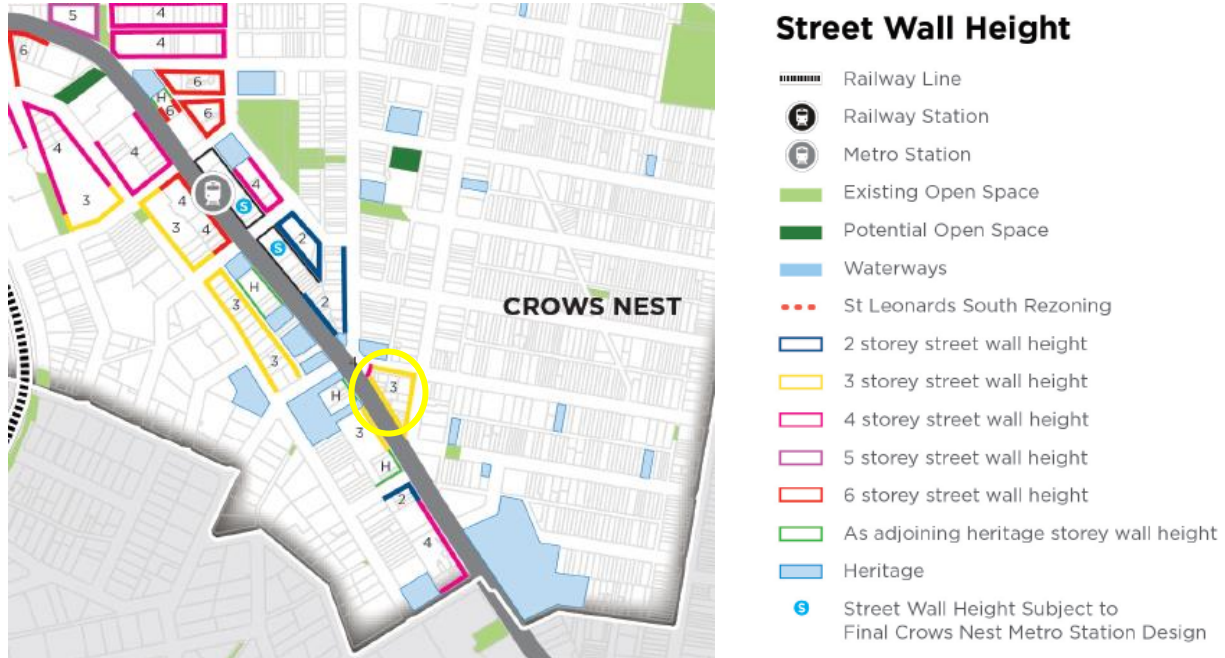 Street Wall Height
Railway Line
Railway Station
Metro Station
Existing Open Space
Potential Open Space
Waterways
St Leonards South Rezoning
2 storey street wall height
3 storey street wall height
4 storey street wall height
5 storey street wall height
6 storey street wall height
As adjoining heritage storey wall height
Heritage
S
Street Wall Height Subject to
Final Crows Nest Metro Station Design
5
4
4
6
6
H
6
6
4
4
4
3
4
3
4
S
2
S
H
2
3
CROWS NEST
4
3
3
H
3
H
2
4